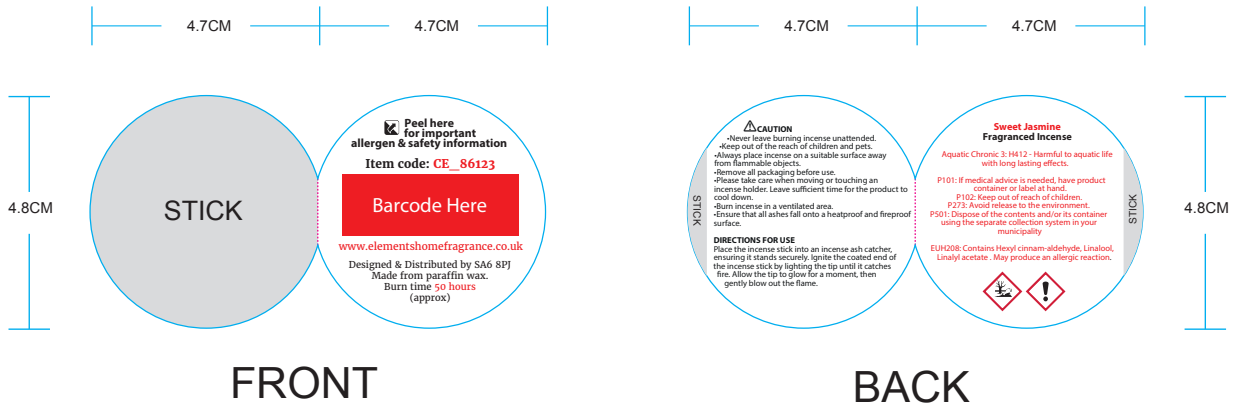 4.7CM
4.7CM
4.7CM
4.7CM
4.8CM
STICK
Peel here
for important
allergen & safety information
Item code: CE_86123
Barcode Here
www.elementshomefragrance.co.uk
Designed & Distributed by SA6 8PJ
Made from paraffin wax.
Burn time 50 hours
(approx)
FRONT
STICK
CAUTION
•Never leave burning incense unattended.
•Keep out of the reach of children and pets.
•Always place incense on a suitable surface away
from flammable objects.
•Remove all packaging before use.
•Please take care when moving or touching an
incense holder. Leave sufficient time for the product to
cool down.
•Burn incense in a ventilated area.
•Ensure that all ashes fall onto a heatproof and fireproof
surface.
DIRECTIONS FOR USE
Place the incense stick into an incense ash catcher,
ensuring it stands securely. Ignite the coated end of
the incense stick by lighting the tip until it catches
fire. Allow the tip to glow for a moment, then
gently blow out the flame.
Sweet Jasmine
Fragranced Incense
Aquatic Chronic 3: H412 - Harmful to aquatic life
with long lasting effects.
P101: If medical advice is needed, have product
container or label at hand.
P102: Keep out of reach of children.
P273: Avoid release to the environment.
P501: Dispose of the contents and/or its container
using the separate collection system in your
municipality
EUH208: Contains Hexyl cinnam-aldehyde, Linalool,
Linalyl acetate . May produce an allergic reaction.
STICK
4.8CM
BACK